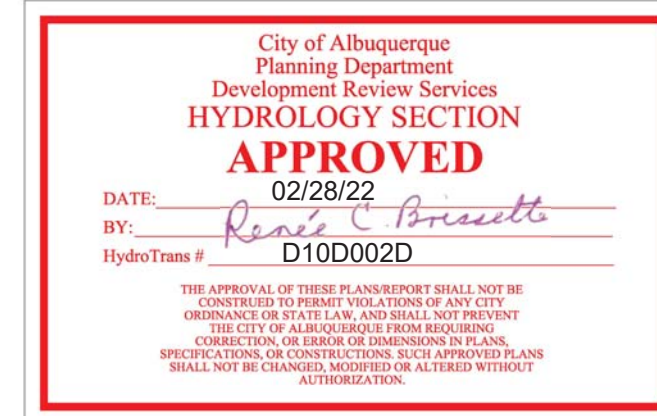 City of Albuquerque
Planning Department
Development Review Services
HYDROLOGY SECTION
APPROVED
DATE: 02/28/22
BY: Renée C. Brissette
HydroTrans # D10D002D
THE APPROVAL OF THESE PLANS/REPORT SHALL NOT BE
CONSTRUED TO PERMIT VIOLATIONS OF ANY CITY
ORDINANCE OR STATE LAW, AND SHALL NOT PREVENT
THE CITY OF ALBUQUERQUE FROM REQUIRING
CORRECTION, OR ERROR OR DIMENSIONS IN PLANS,
SPECIFICATIONS, OR CONSTRUCTIONS. SUCH APPROVED PLANS
SHALL NOT BE CHANGED, MODIFIED OR ALTERED WITHOUT
AUTHORIZATION.